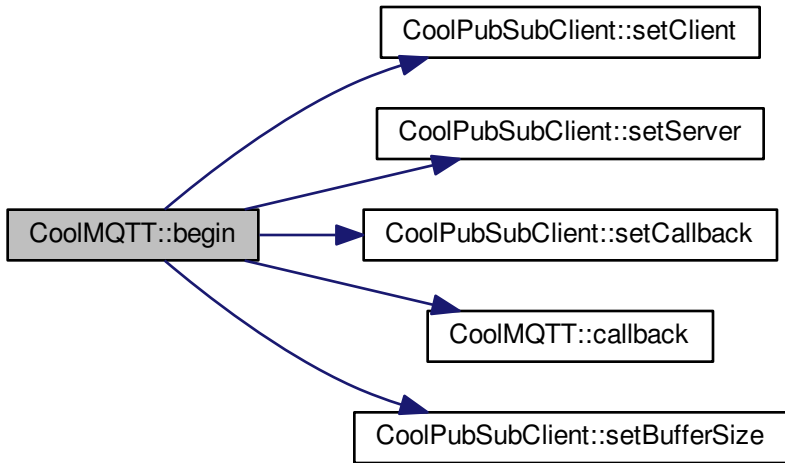 CoolPubSubClient::setClient
CoolPubSubClient::setServer
CoolMQTT::begin
CoolPubSubClient::setCallback
CoolMQTT::callback
CoolPubSubClient::setBufferSize